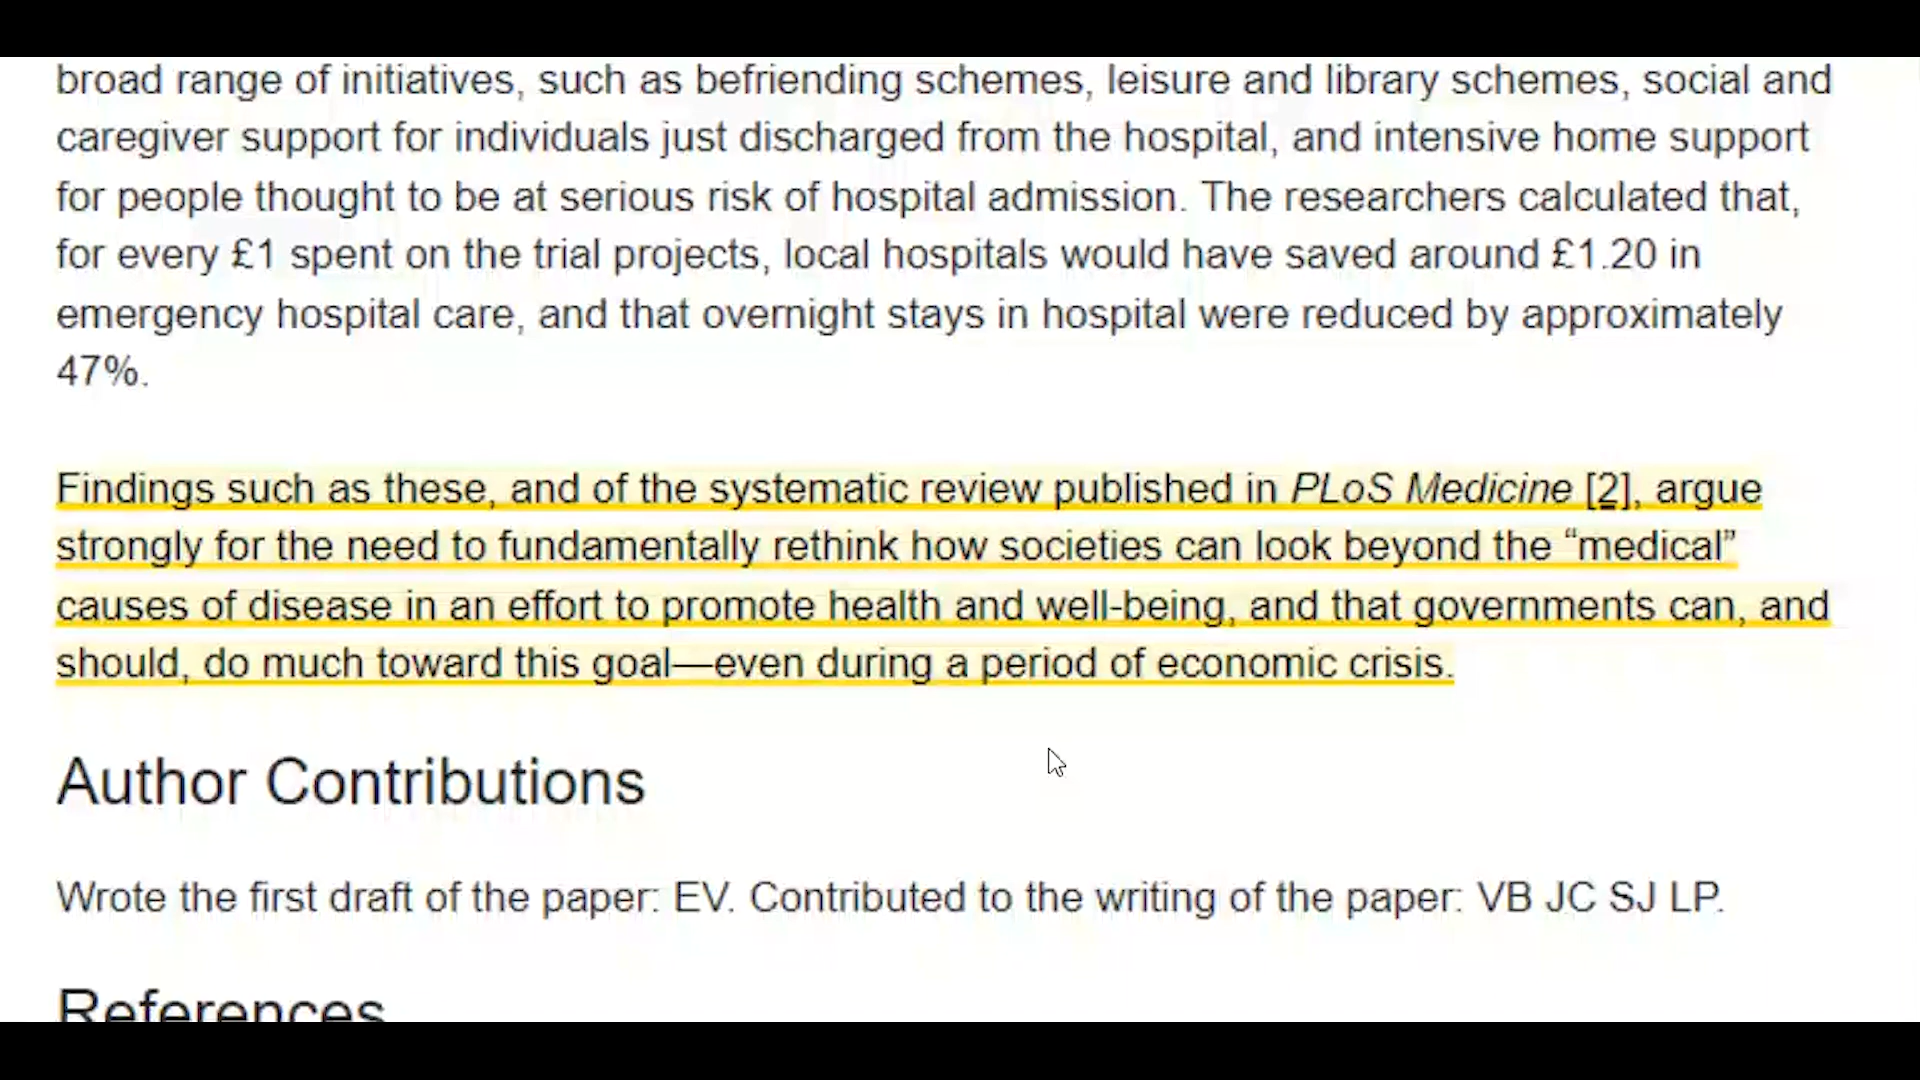 broad range of initiatives, such as befriending schemes, leisure and library schemes, social and
caregiver support for individuals just discharged from the hospital, and intensive home support
for people thought to be at serious risk of hospital admission. The researchers calculated that,
for every £1 spent on the trial projects, local hospitals would have saved around £1.20 in
emergency hospital care, and that overnight stays in hospital were reduced by approximately
47%.
Findings such as these, and of the systematic review published in PLoS Medicine [2], argue
strongly for the need to fundamentally rethink how societies can look beyond the “medical”
causes of disease in an effort to promote health and well-being, and that governments can, and
should, do much toward this goal—even during a period of economic crisis.
Author Contributions
Wrote the first draft of the paper: EV. Contributed to the writing of the paper: VB JC SJ LP.
References